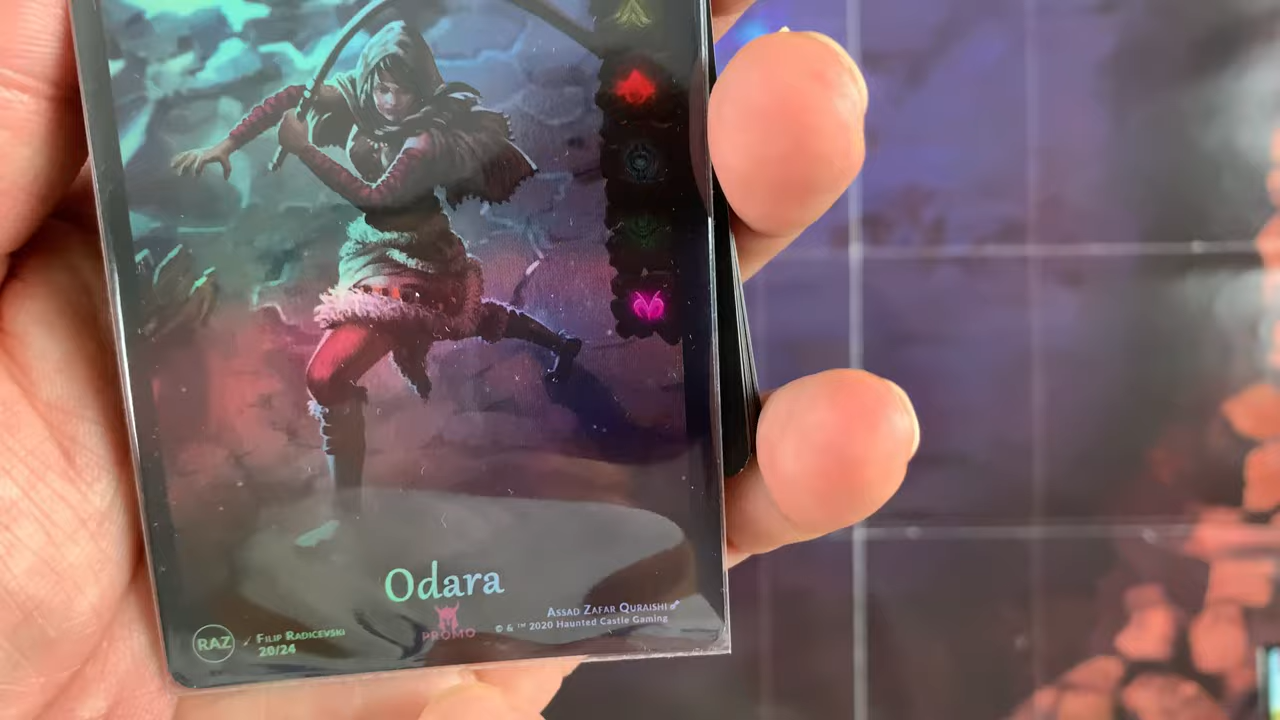 Odara
PROMO
Assad Zafar Quraishi
© & ™ 2020 Haunted Castle Gaming
RAZ
Filip Radicevski
20/24